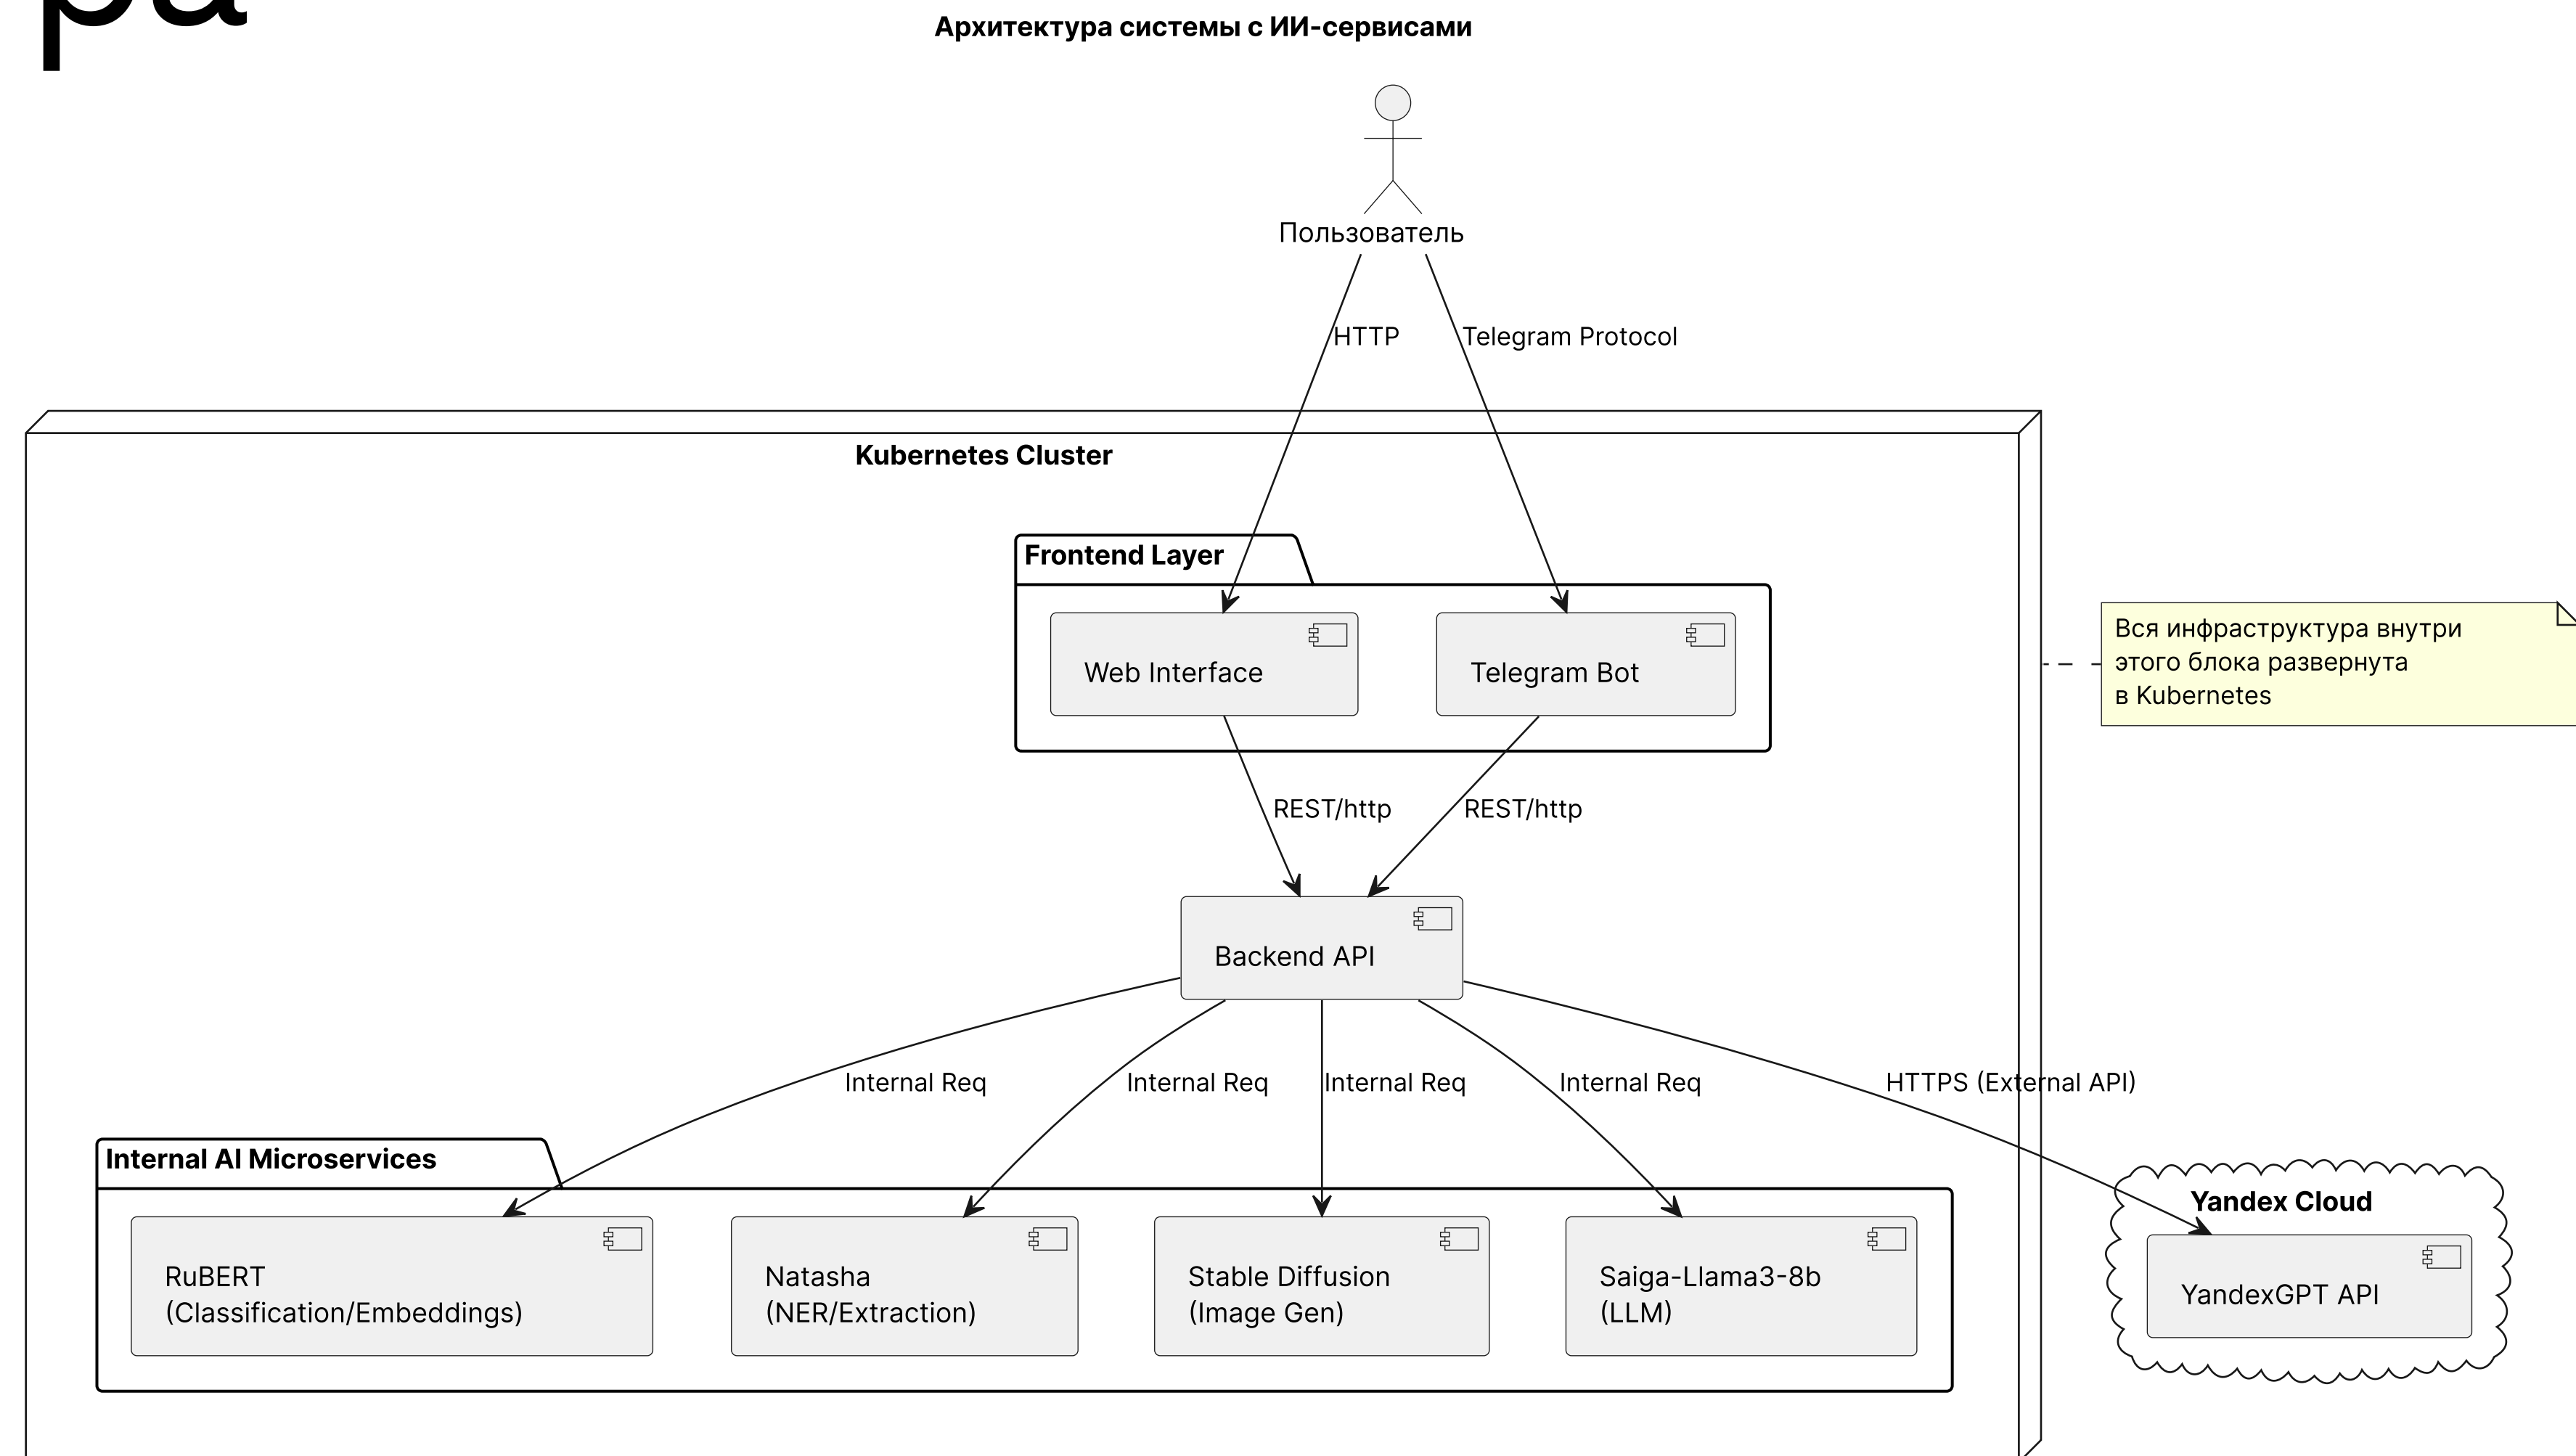 ра
Архитектура системы с ИИ-сервисами
Пользователь
HTTP
Telegram Protocol
Kubernetes Cluster
Frontend Layer
Web Interface
Telegram Bot
Вся инфраструктура внутри
этого блока развернута
в Kubernetes
REST/http
REST/http
Backend API
Internal Req
Internal Req
Internal Req
Internal Req
HTTPS (External API)
Internal AI Microservices
RuBERT
(Classification/Embeddings)
Natasha
(NER/Extraction)
Stable Diffusion
(Image Gen)
Saiga-Llama3-8b
(LLM)
Yandex Cloud
YandexGPT API